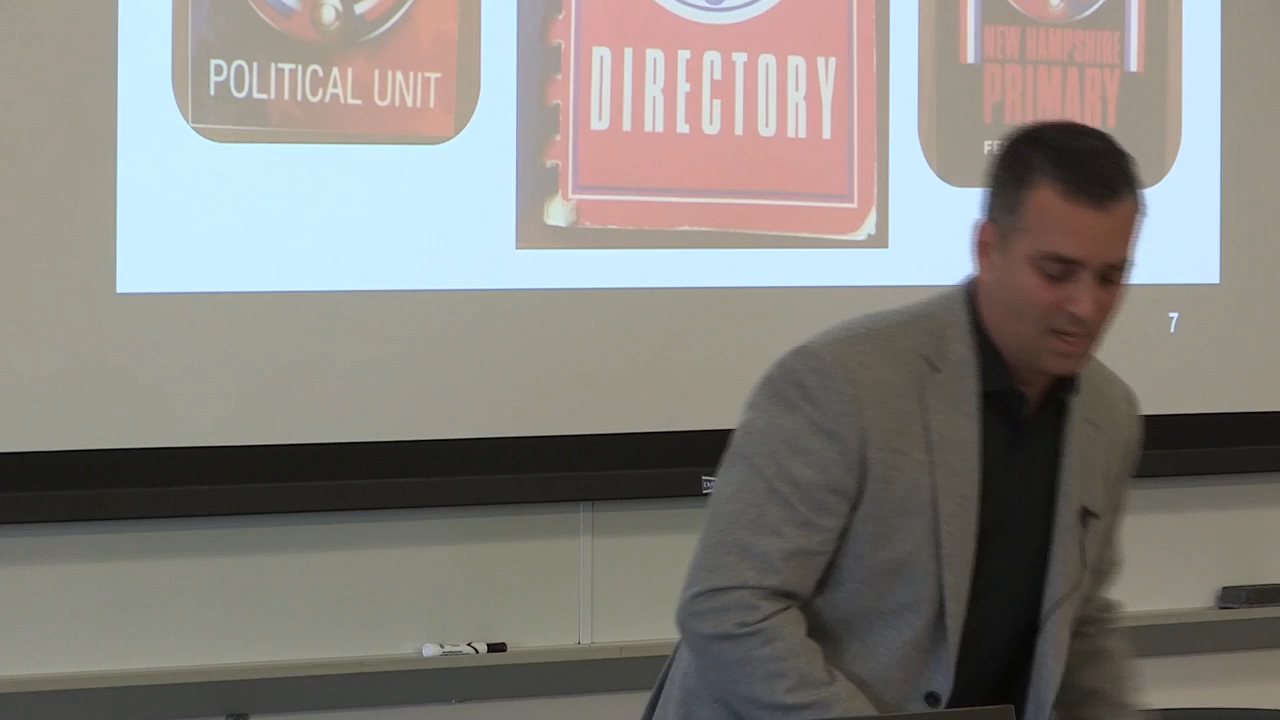 POLITICAL UNIT
DIRECTORY
NEW HAMPSHIRE
PRIMARY
7